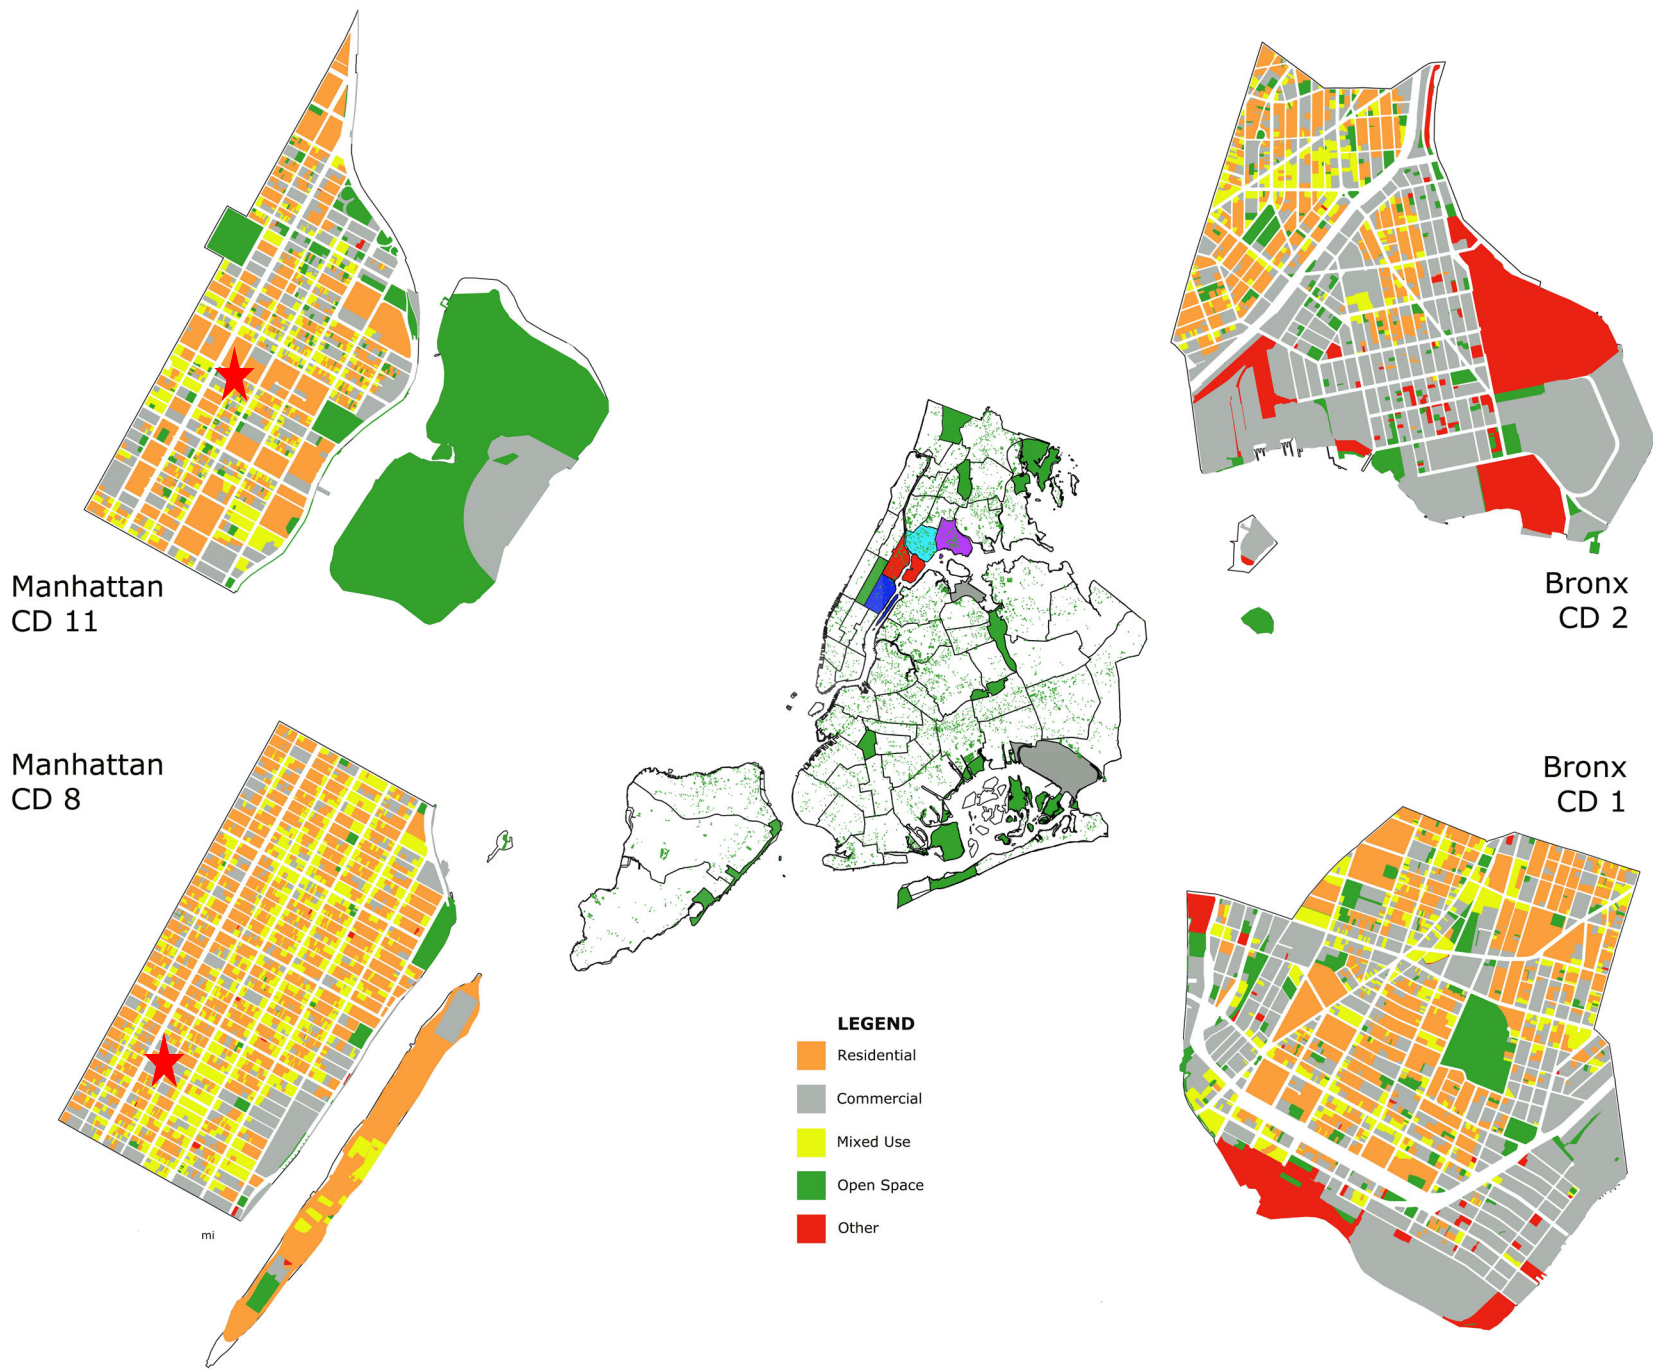 Manhattan
CD 11
Bronx
CD 2
Manhattan
CD 8
Bronx
CD 1
mi
LEGEND
Residential
Commercial
Mixed Use
Open Space
Other